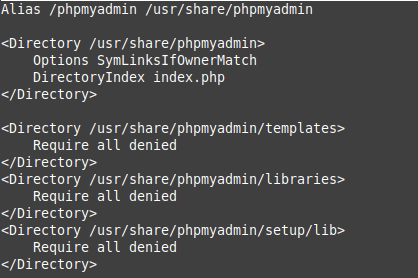 Alias /phpmyadmin /usr/share/phpmyadmin

<Directory /usr/share/phpmyadmin>
    Options SymLinksIfOwnerMatch
    DirectoryIndex index.php
</Directory>

<Directory /usr/share/phpmyadmin/templates>
    Require all denied
</Directory>
<Directory /usr/share/phpmyadmin/libraries>
    Require all denied
</Directory>
<Directory /usr/share/phpmyadmin/setup/lib>
    Require all denied
</Directory>